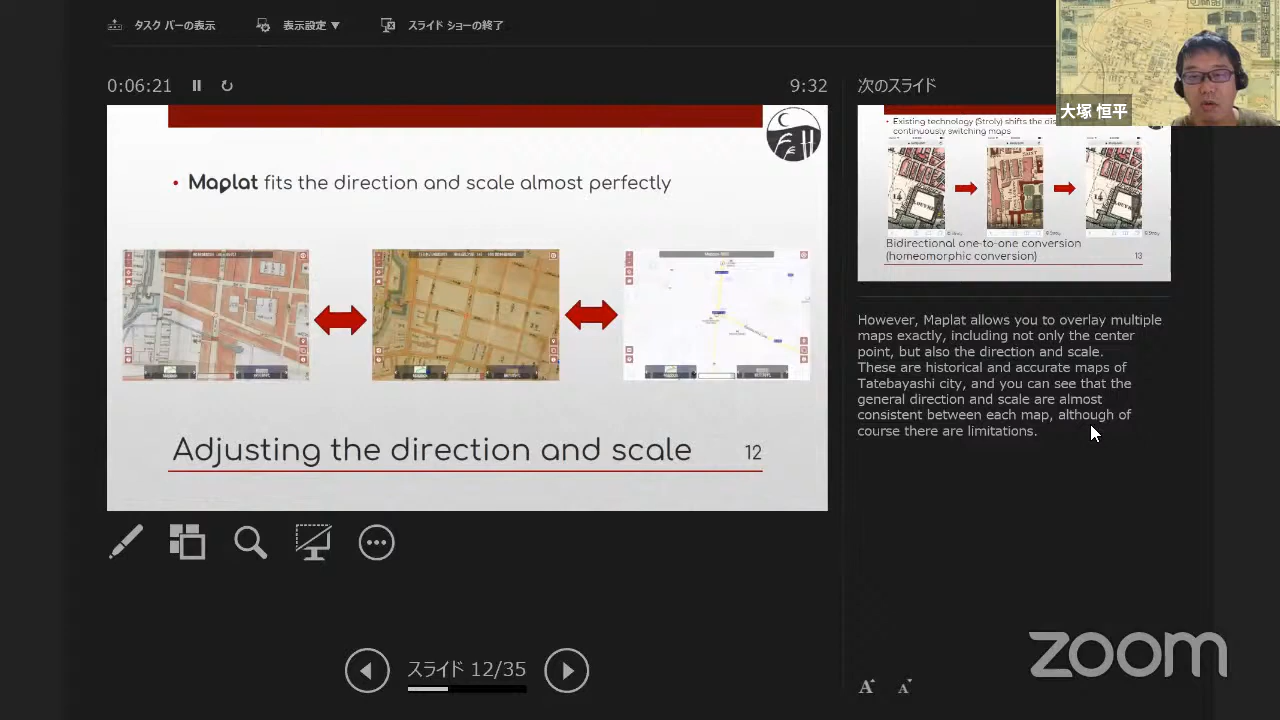 タスク バーの表示
表示設定 ▼
スライド ショーの終了
0:06:21
9:32
次のスライド
大塚 恒平
• Maplat fits the direction and scale almost perfectly
Adjusting the direction and scale
12
• Existing technology (Stroly) shifts the
continuously switching maps
Bidirectional one-to-one conversion
(homeomorphic conversion)
13
However, Maplat allows you to overlay multiple
maps exactly, including not only the center
point, but also the direction and scale.
These are historical and accurate maps of
Tatebayashi city, and you can see that the
general direction and scale are almost
consistent between each map, although of
course there are limitations.
スライド 12/35
A A
zoom